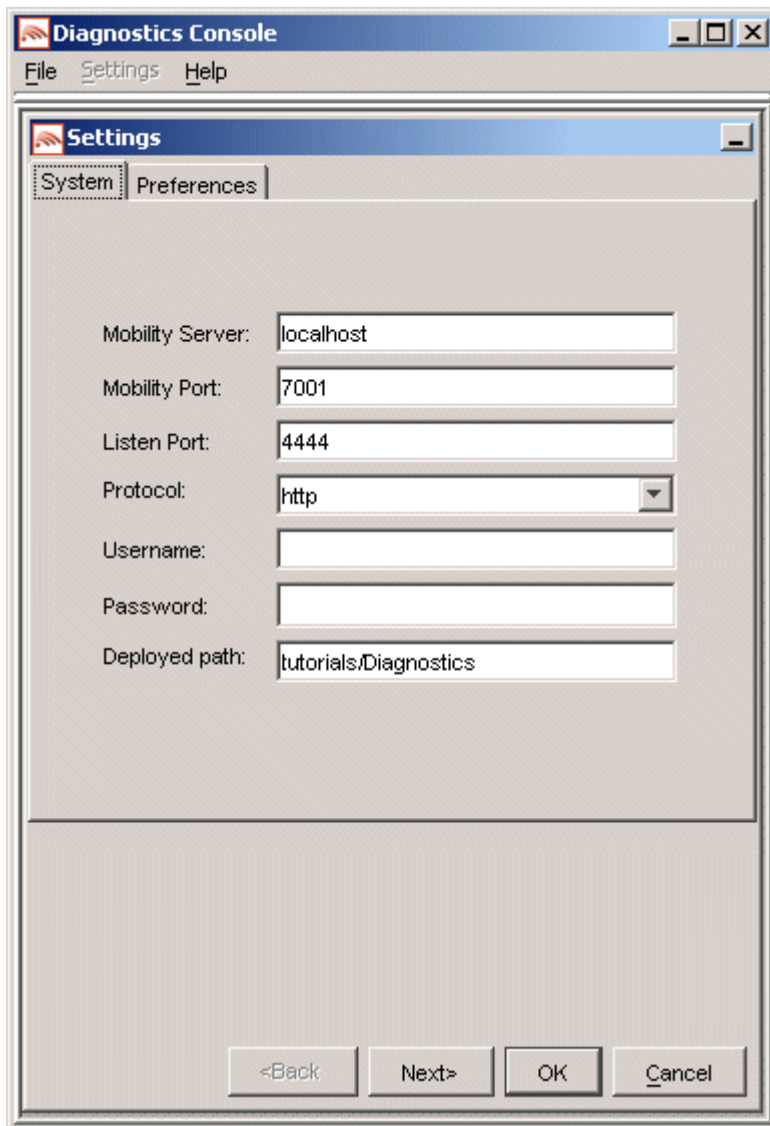 Diagnostics Console
File Settings Help
Settings
System Preferences
Mobility Server: localhost
Mobility Port: 7001
Listen Port: 4444
Protocol: http
Username:
Password:
Deployed path: tutorials/Diagnostics
<Back Next> OK Cancel